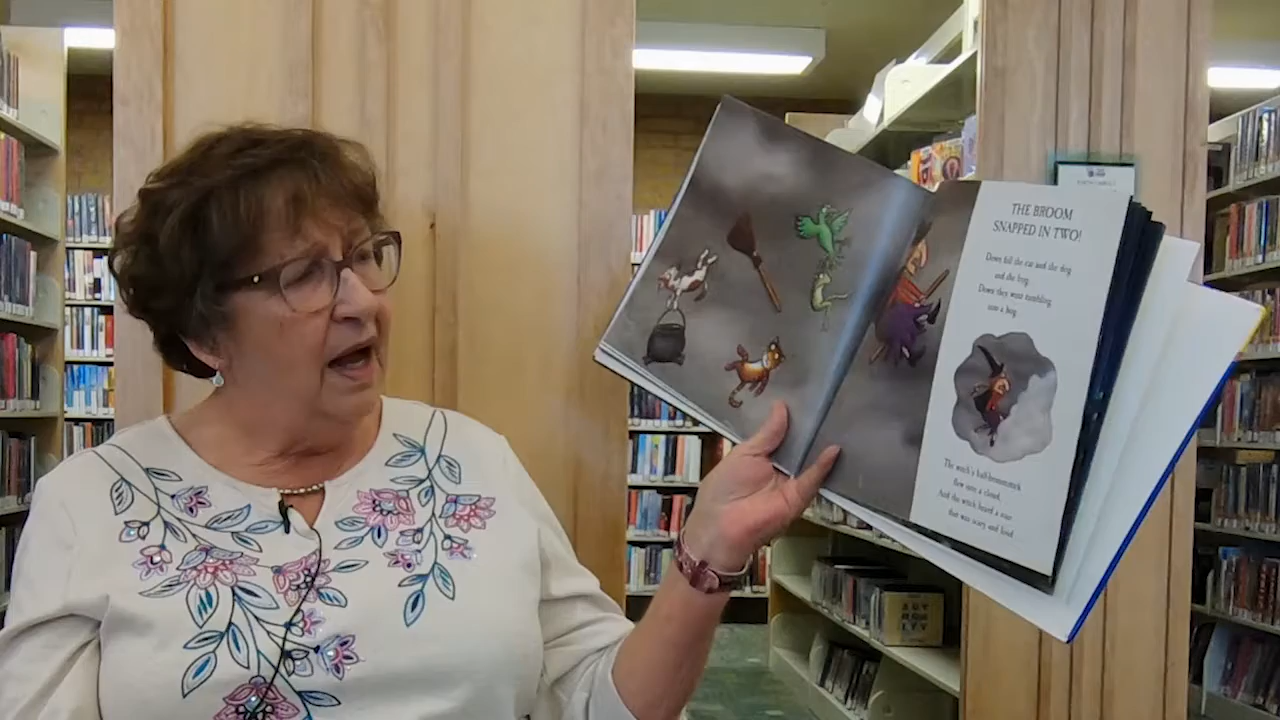 THE BROOM
SNAPPED IN TWO!
Down fell the cat and the dog
and the frog.
Down they went tumbling
into a bog.
The witch's half-broomstick
flew into a cloud,
And the witch heard a roar
that was scary and loud . . .